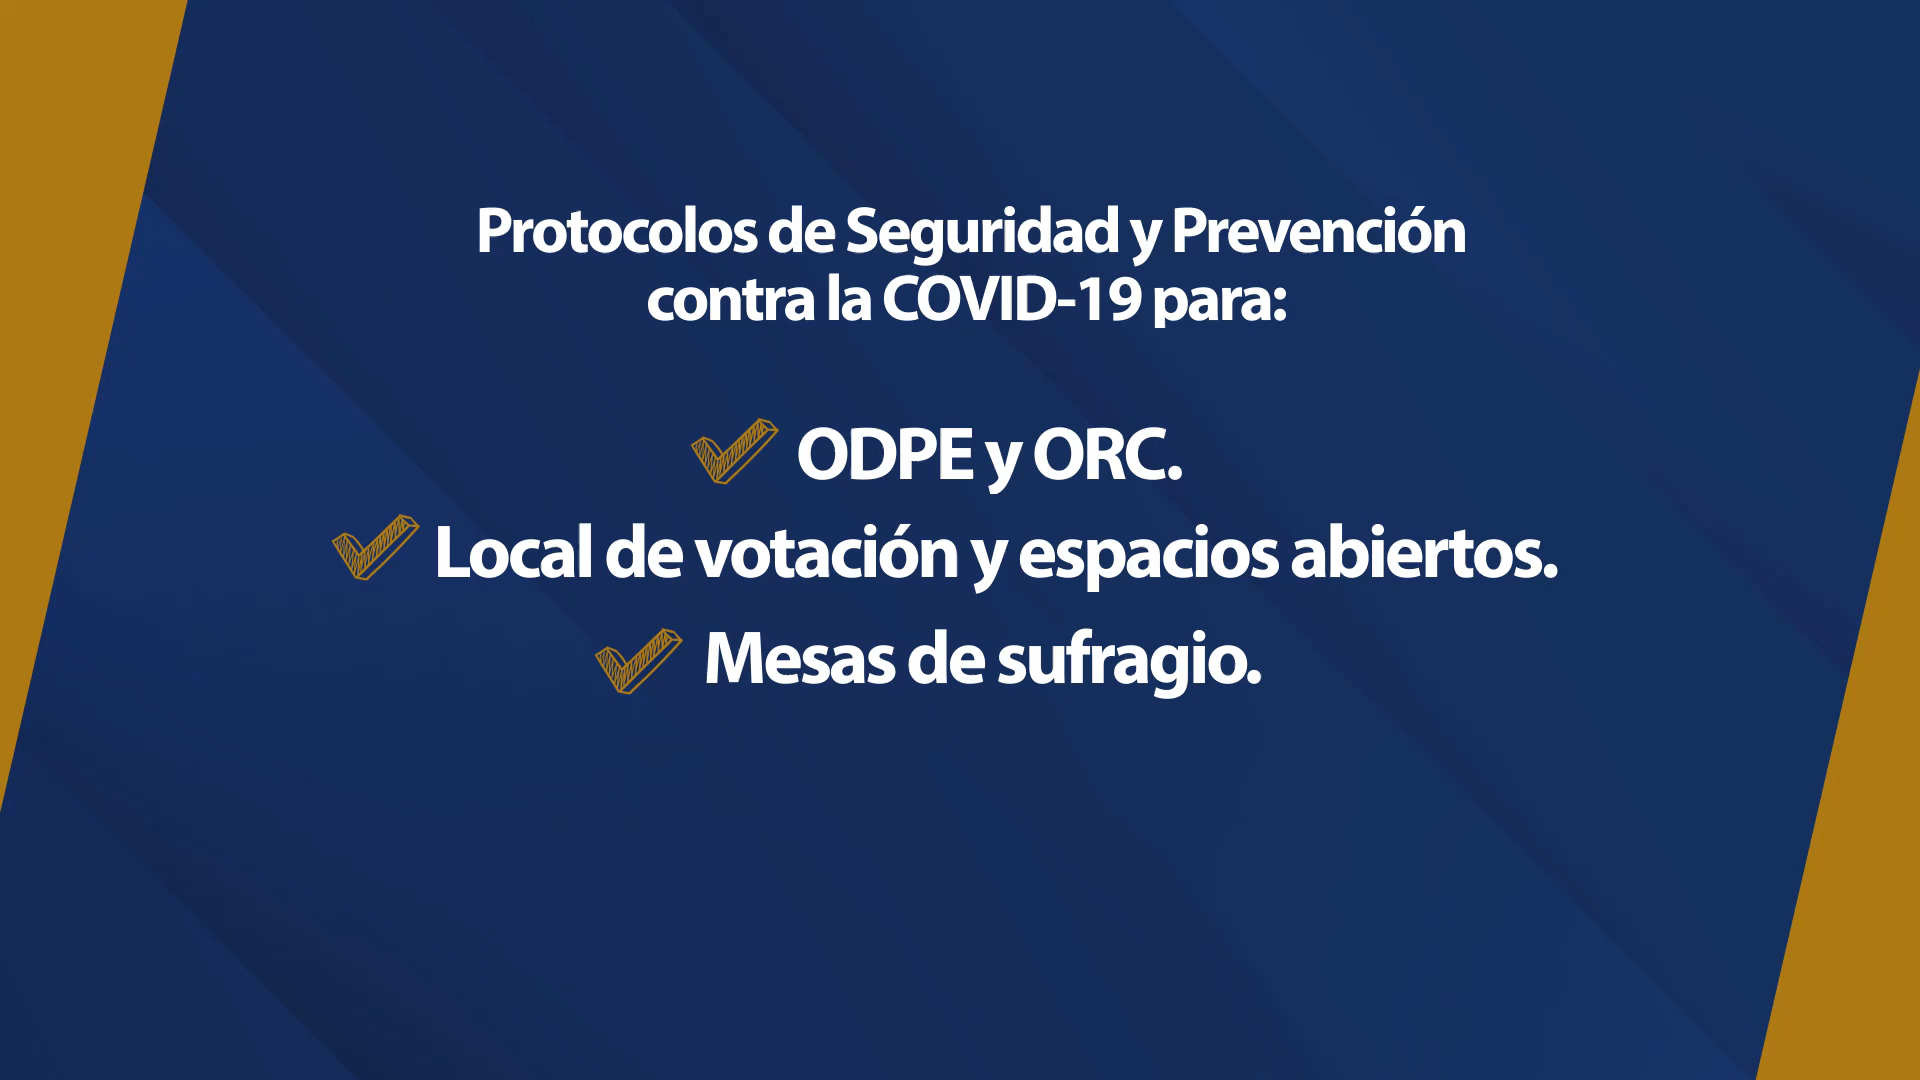 Protocolos de Seguridad y Prevención
contra la COVID-19 para:
ODPE y ORC.
Local de votación y espacios abiertos.
Mesas de sufragio.